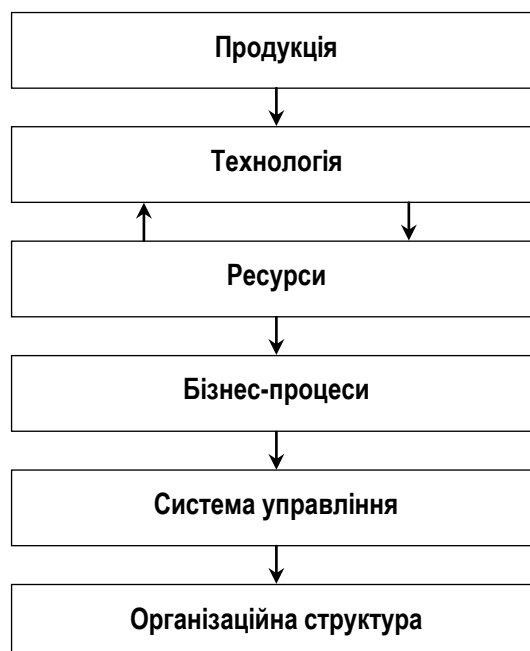 Продукція
Технологія
Ресурси
Бізнес-процеси
Система управління
Організаційна структура